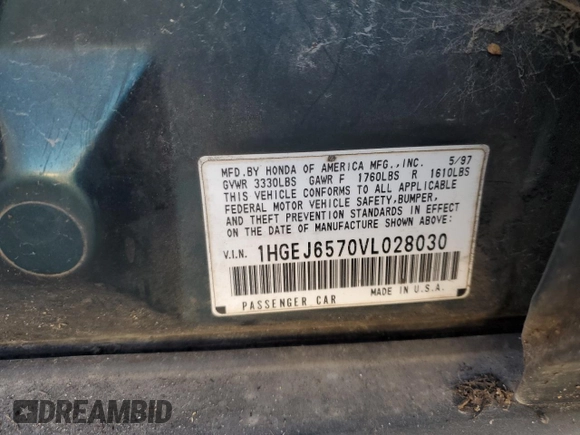 MFD. BY HONDA OF AMERICA MFG., INC. 5/97
GVWR 3330LBS GAWR F 1760LBS R 1610LBS
THIS VEHICLE CONFORMS TO ALL APPLICABLE
FEDERAL MOTOR VEHICLE SAFETY, BUMPER,
AND THEFT PREVENTION STANDARDS IN EFFECT
ON THE DATE OF MANUFACTURE SHOWN ABOVE:
V.I.N. 1HGEJ6570VL028030
PASSENGER CAR MADE IN U.S.A.
DREAMBID